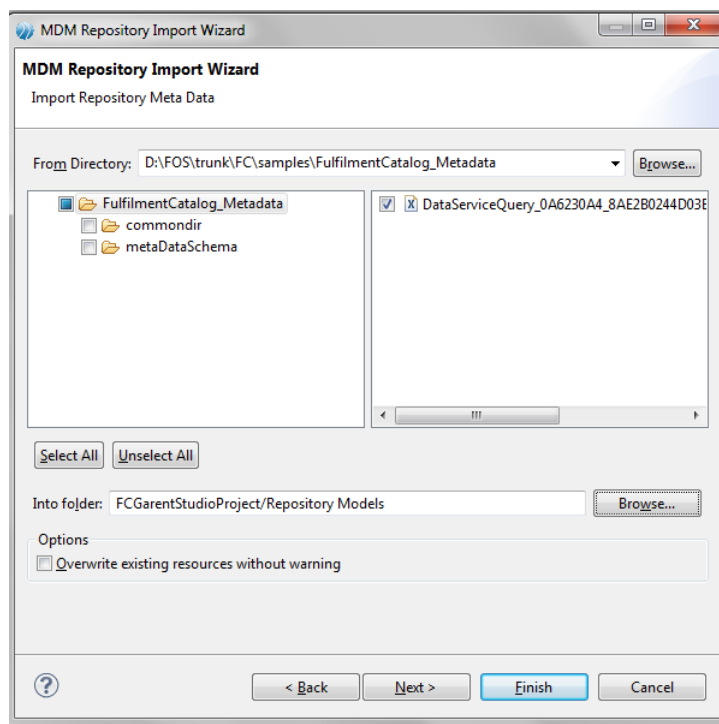 MDM Repository Import Wizard
MDM Repository Import Wizard
Import Repository Meta Data
From Directory: D:\FOS\trunk\FC\samples\FulfilmentCatalog_Metadata Browse...
FulfilmentCatalog_Metadata DataServiceQuery_0A6230A4_8AE2B0244D03E
commondir
metaDataSchema
Select All Unselect All
Into folder: FCGarentStudioProject/Repository Models Browse...
Options
Overwrite existing resources without warning
? < Back Next > Finish Cancel